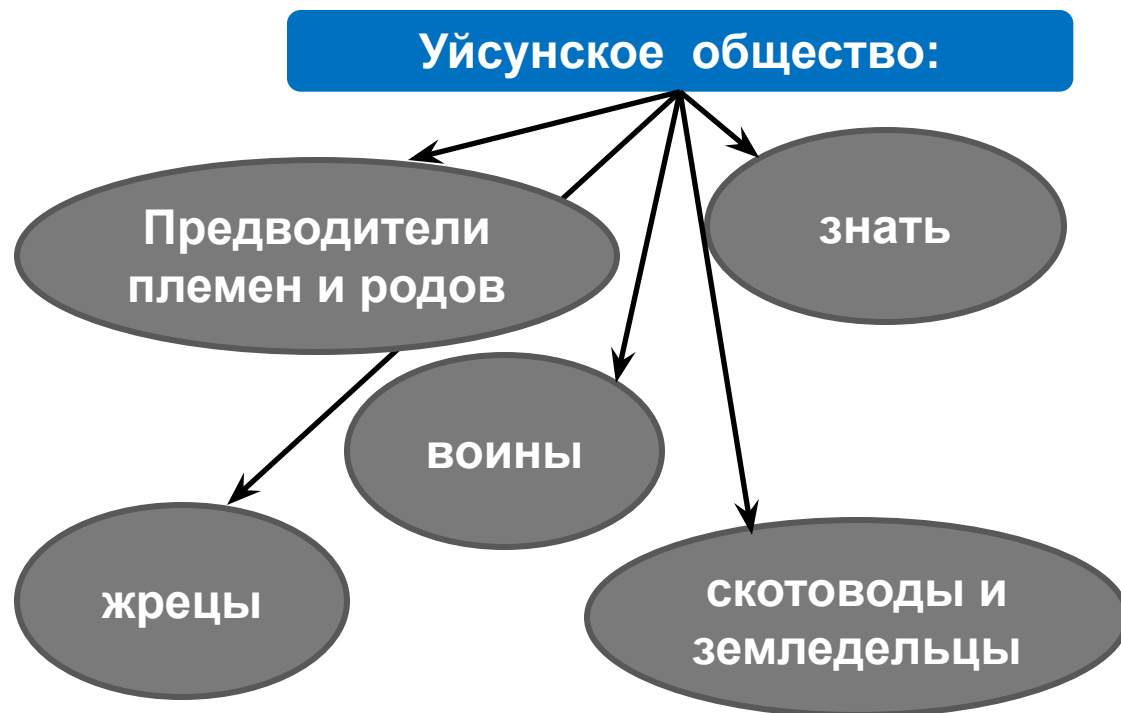 Уйсунское общество:
Предводители
племен и родов
знать
воины
жрецы
скотоводы и
земледельцы